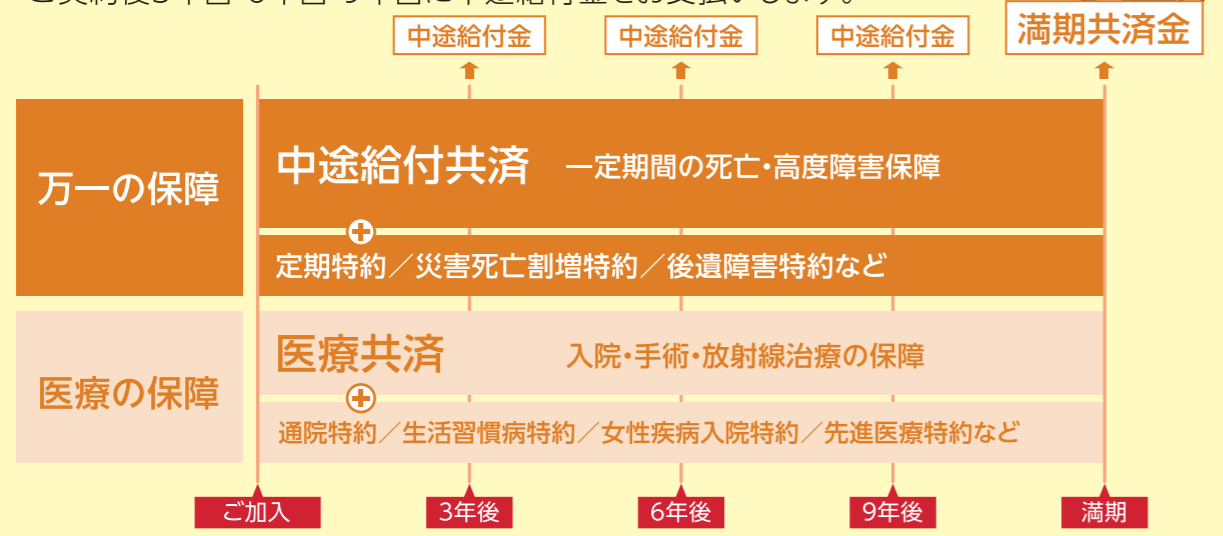 中途給付金 中途給付金 中途給付金 満期共済金
万一の保障
中途給付共済 一定期間の死亡・高度障害保障
定期特約／災害死亡割増特約／後遺障害特約など
医療の保障
医療共済 入院・手術・放射線治療の保障
通院特約／生活習慣病特約／女性疾病入院特約／先進医療特約など
ご加入 3年後 6年後 9年後 満期